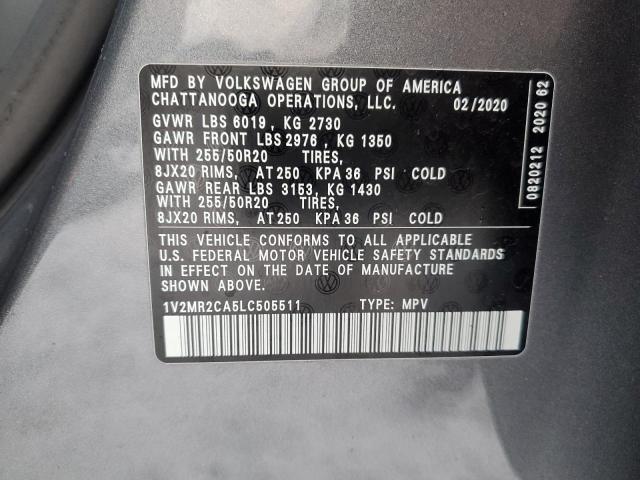 MFD BY VOLKSWAGEN GROUP OF AMERICA
CHATTANOOGA OPERATIONS, LLC. 02/2020
GVWR LBS 6019, KG 2730
GAWR FRONT LBS 2976, KG 1350
WITH 255/50R20 TIRES,
8JX20 RIMS, AT 250 KPA 36 PSI COLD
GAWR REAR LBS 3153, KG 1430
WITH 255/50R20 TIRES,
8JX20 RIMS, AT 250 KPA 36 PSI COLD
THIS VEHICLE CONFORMS TO ALL APPLICABLE
U.S. FEDERAL MOTOR VEHICLE SAFETY STANDARDS
IN EFFECT ON THE DATE OF MANUFACTURE
SHOWN ABOVE.
1V2MR2CA5LC505511 TYPE: MPV
0820212 2020 62